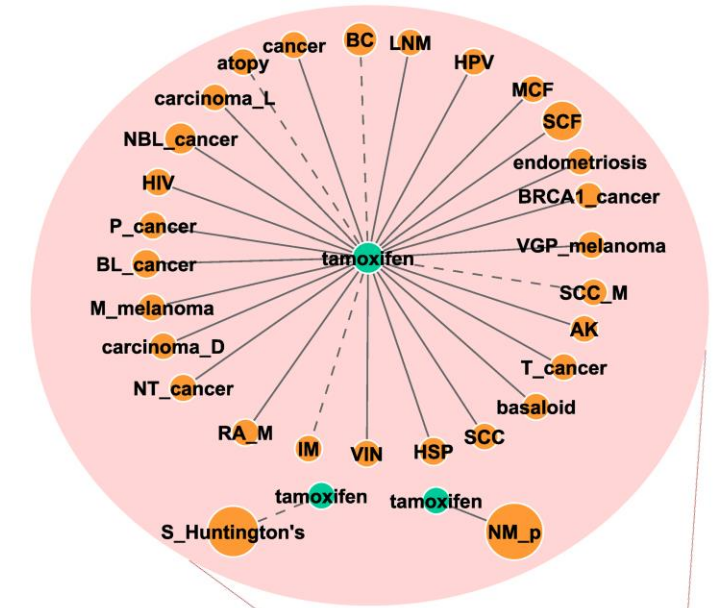 BC
LNM
cancer
atopy
HPV
carcinoma_L
MCF
SCF
NBL_cancer
endometriosis
HIV
BRCA1_cancer
P_cancer
VGP_melanoma
tamoxifen
BL_cancer
SCC_M
M_melanoma
AK
carcinoma_D
T_cancer
NT_cancer
basaloid
RA_M
SCC
IM
VIN
HSP
tamoxifen
tamoxifen
S_Huntington's
NM_p